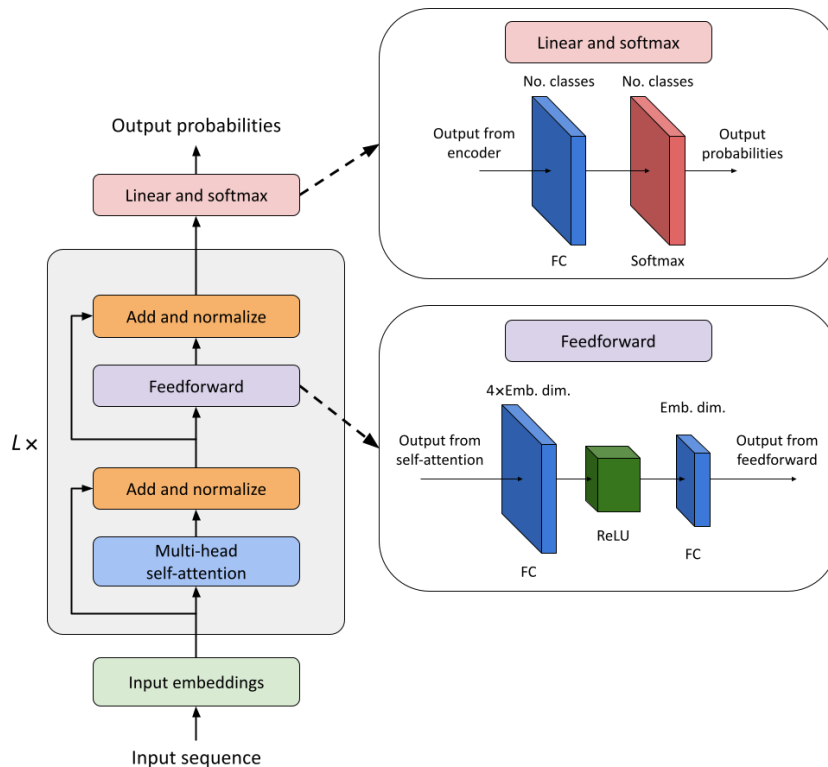 Output probabilities
Linear and softmax
Add and normalize
Feedforward
L×
Add and normalize
Multi-head
self-attention
Input embeddings
Input sequence
Linear and softmax
No. classes
No. classes
Output from
encoder
Output
probabilities
FC
Softmax
Feedforward
4×Emb. dim.
Emb. dim.
Output from
self-attention
Output from
feedforward
ReLU
FC
FC